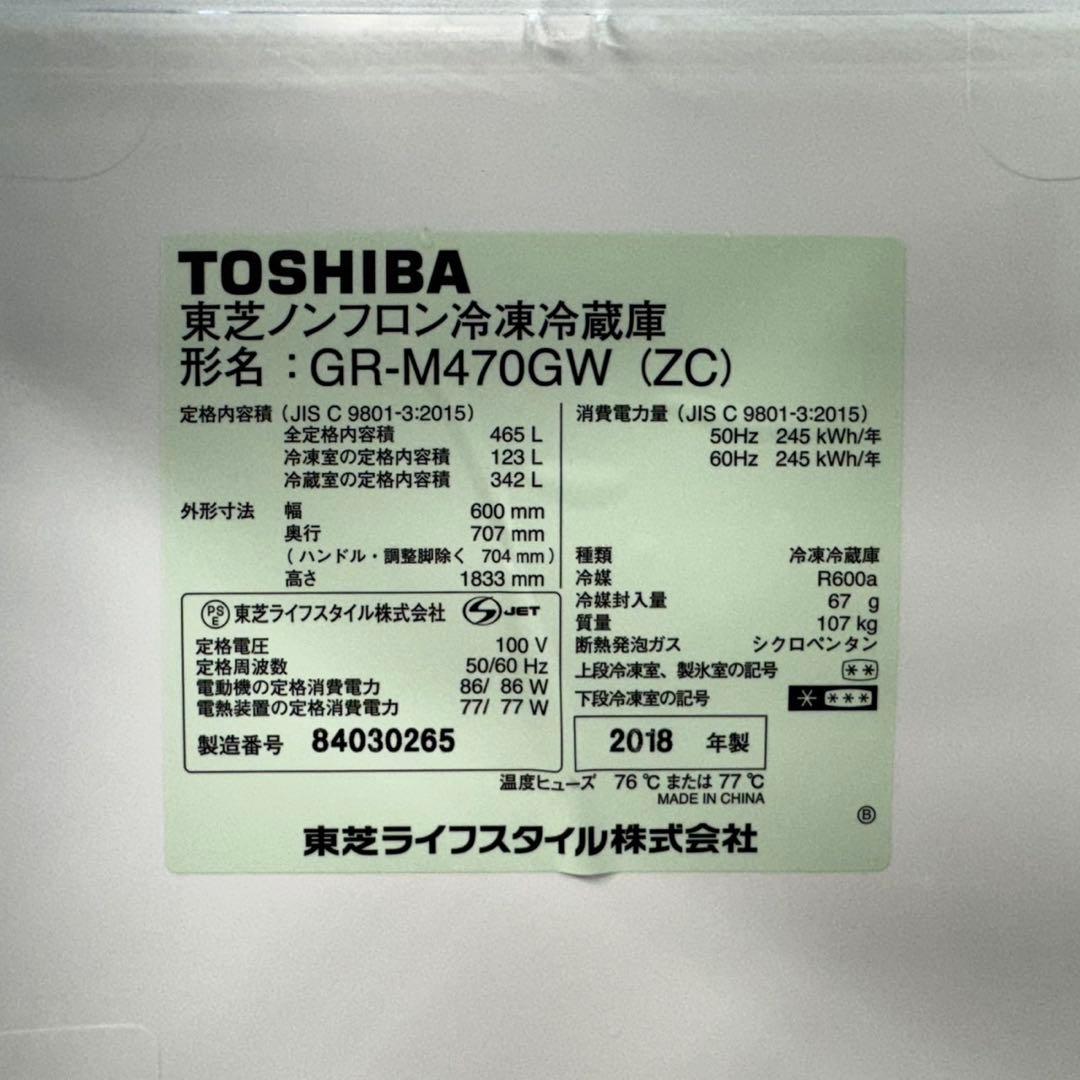 TOSHIBA
東芝ノンフロン冷凍冷蔵庫
形名：GR-M470GW (ZC)
定格内容積 (JIS C 9801-3:2015)
全定格内容積 465 L
冷凍室の定格内容積 123 L
冷蔵室の定格内容積 342 L
外形寸法 幅 600 mm
奥行 707 mm
(ハンドル・調整脚除く 704 mm)
高さ 1833 mm
消費電力量 (JIS C 9801-3:2015)
50Hz 245 kWh/年
60Hz 245 kWh/年
種類 冷凍冷蔵庫
冷媒 R600a
冷媒封入量 67 g
質量 107 kg
断熱発泡ガス シクロペンタン
上段冷凍室、製氷室の記号 **
下段冷凍室の記号 * ***
PSE 東芝ライフスタイル株式会社 S JET
定格電圧 100 V
定格周波数 50/60 Hz
電動機の定格消費電力 86/ 86 W
電熱装置の定格消費電力 77/ 77 W
製造番号 84030265
2018 年製
温度ヒューズ 76 ℃ または 77 ℃
MADE IN CHINA
B
東芝ライフスタイル株式会社